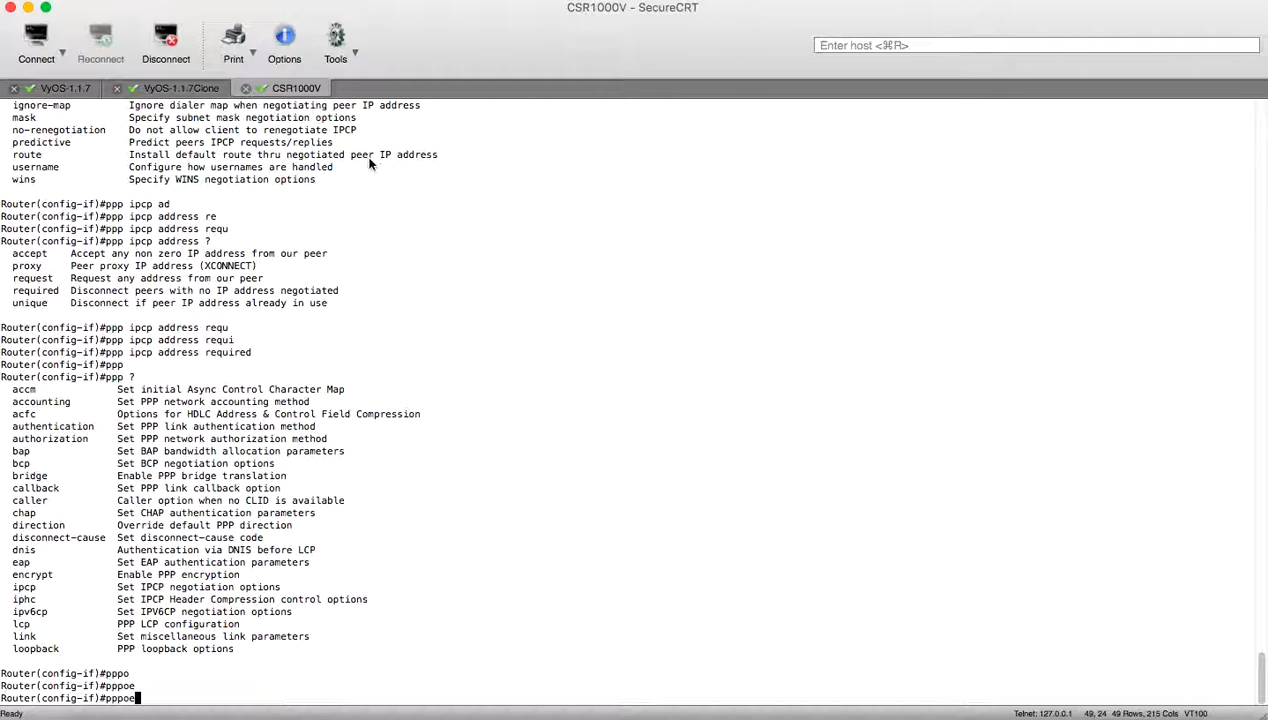 CSR1000V - SecureCRT
Connect Reconnect Disconnect Print Options Tools
Enter host <⌘R>
VyOS-1.1.7 VyOS-1.1.7Clone CSR1000V
ignore-map Ignore dialer map when negotiating peer IP address
mask Specify subnet mask negotiation options
no-renegotiation Do not allow client to renegotiate IPCP
predictive Predict peers IPCP requests/replies
route Install default route thru negotiated peer IP address
username Configure how usernames are handled
wins Specify WINS negotiation options
Router(config-if)#ppp ipcp ad
Router(config-if)#ppp ipcp address re
Router(config-if)#ppp ipcp address requ
Router(config-if)#ppp ipcp address ?
accept Accept any non zero IP address from our peer
proxy Peer proxy IP address (XCONNECT)
request Request any address from our peer
required Disconnect peers with no IP address negotiated
unique Disconnect if peer IP address already in use
Router(config-if)#ppp ipcp address requ
Router(config-if)#ppp ipcp address requi
Router(config-if)#ppp ipcp address required
Router(config-if)#ppp
Router(config-if)#ppp ?
accm Set initial Async Control Character Map
accounting Set PPP network accounting method
acfc Options for HDLC Address & Control Field Compression
authentication Set PPP link authentication method
authorization Set PPP network authorization method
bap Set BAP bandwidth allocation parameters
bcp Set BCP negotiation options
bridge Enable PPP bridge translation
callback Set PPP link callback option
caller Caller option when no CLID is available
chap Set CHAP authentication parameters
direction Override default PPP direction
disconnect-cause Set disconnect-cause code
dnis Authentication via DNIS before LCP
eap Set EAP authentication parameters
encrypt Enable PPP encryption
ipcp Set IPCP negotiation options
iphc Set IPCP Header Compression control options
ipv6cp Set IPV6CP negotiation options
lcp PPP LCP configuration
link Set miscellaneous link parameters
loopback PPP loopback options
Router(config-if)#pppo
Router(config-if)#pppoe
Router(config-if)#pppoe
Ready Telnet: 127.0.0.1 49, 24 49 Rows, 215 Cols VT100